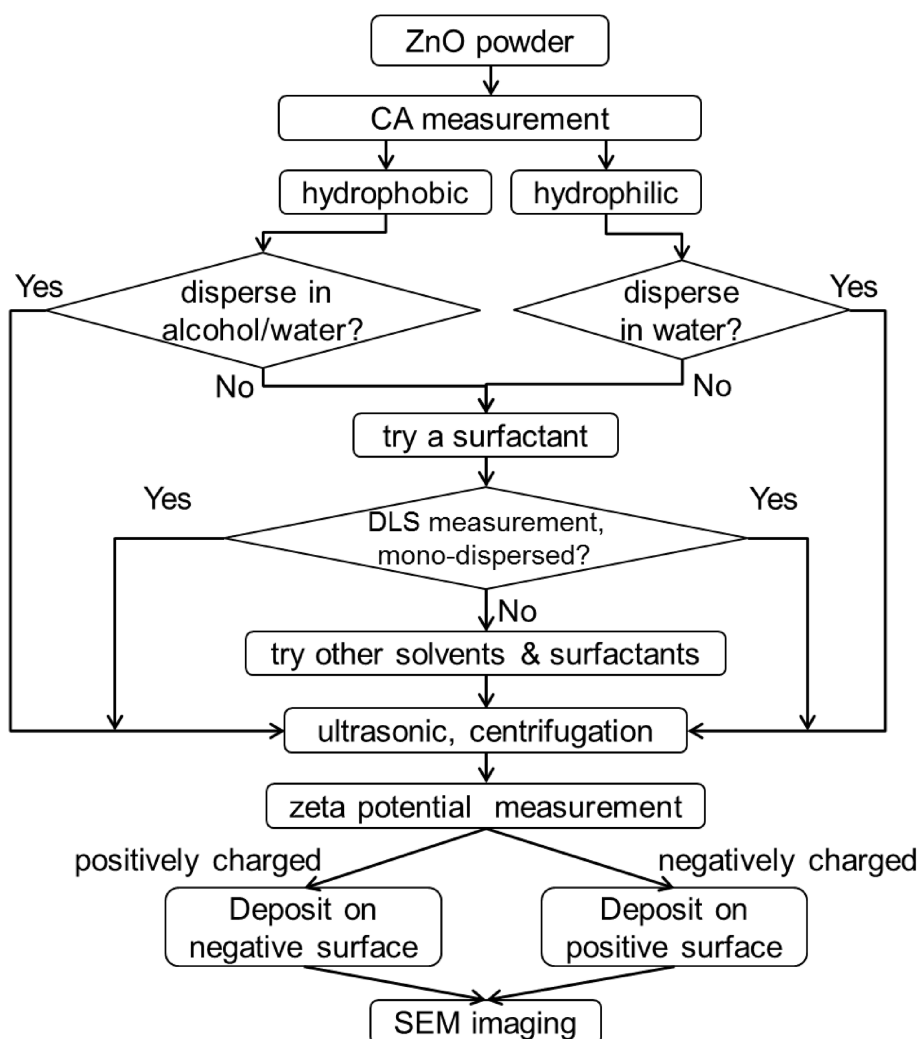 ZnO powder
CA measurement
hydrophobic
hydrophilic
Yes
disperse in
alcohol/water?
disperse
in water?
Yes
No
No
try a surfactant
Yes
DLS measurement,
mono-dispersed?
Yes
No
try other solvents & surfactants
ultrasonic, centrifugation
zeta potential measurement
positively charged
negatively charged
Deposit on
negative surface
Deposit on
positive surface
SEM imaging